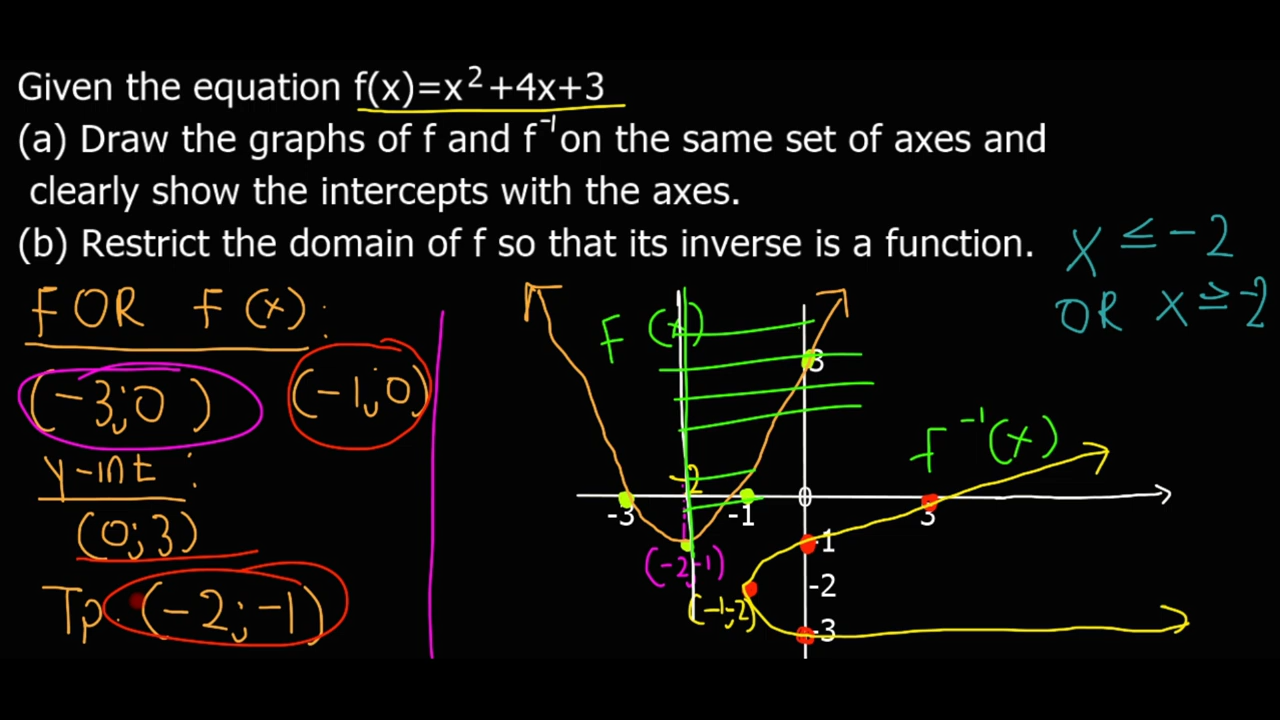 Given the equation f(x)=x²+4x+3
(a) Draw the graphs of f and f⁻¹ on the same set of axes and
clearly show the intercepts with the axes.
(b) Restrict the domain of f so that its inverse is a function.
x ≤ -2
OR x ≥ -2
FOR f(x):
(-3;0) (-1;0)
y-int:
(0;3)
Tp. (-2;-1)
f(x)
3
f⁻¹(x)
-2
-3
-1
0
3
-1
(-2;-1)
-2
(-1;-2)
-3